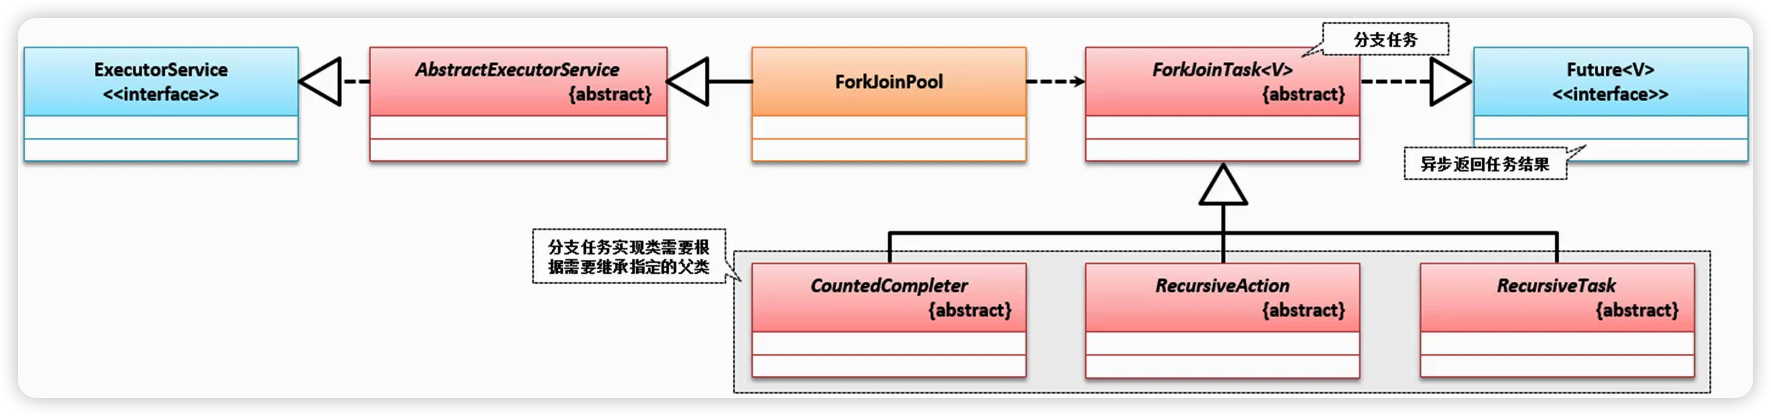 分支任务
ExecutorService
<<interface>>
AbstractExecutorService
{abstract}
ForkJoinPool
ForkJoinTask<V>
{abstract}
Future<V>
<<interface>>
异步返回任务结果
分支任务实现类需要根
据需要继承指定的父类
CountedCompleter
{abstract}
RecursiveAction
{abstract}
RecursiveTask
{abstract}